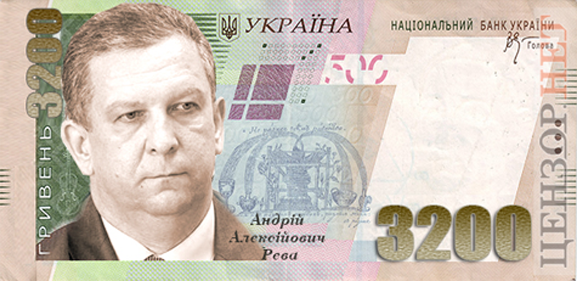 УКРАЇНА
НАЦІОНАЛЬНИЙ БАНК УКРАЇНИ
Голова
3200
ГРИВЕНЬ
500
Андрій
Алексійович
Рева
3200
ЦЕНЗОР.НЕТ